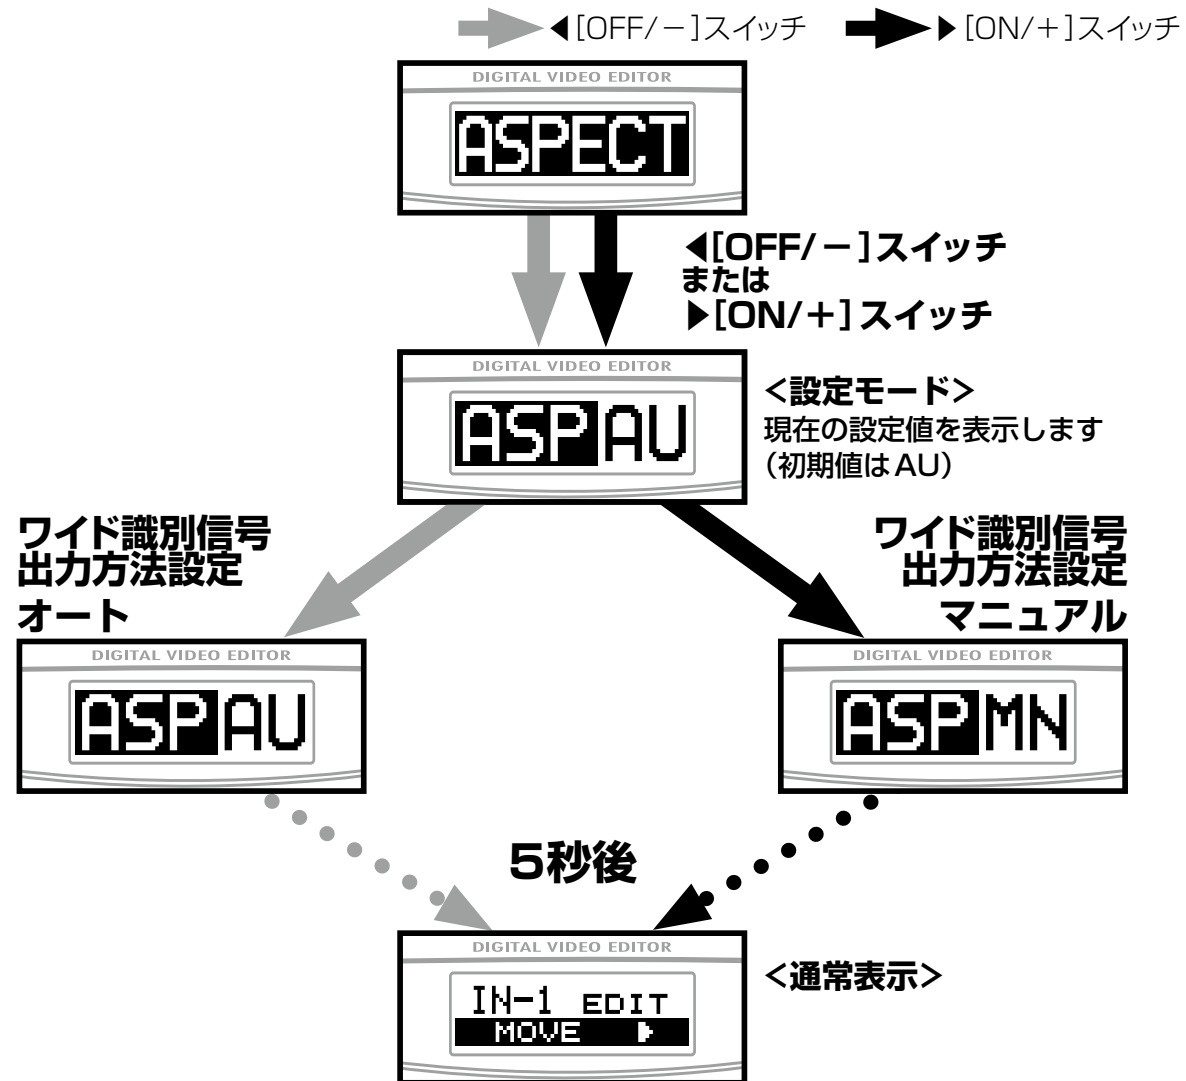 ◀[OFF/－]スイッチ ▶[ON/＋]スイッチ
DIGITAL VIDEO EDITOR
ASPECT
◀[OFF/－]スイッチ
または
▶[ON/＋]スイッチ
DIGITAL VIDEO EDITOR
ASP AU
＜設定モード＞
現在の設定値を表示します
（初期値はAU）
ワイド識別信号
出力方法設定
オート
ワイド識別信号
出力方法設定
マニュアル
DIGITAL VIDEO EDITOR
ASP AU
DIGITAL VIDEO EDITOR
ASP MN
5秒後
DIGITAL VIDEO EDITOR
IN-1 EDIT
MOVE ▶
＜通常表示＞